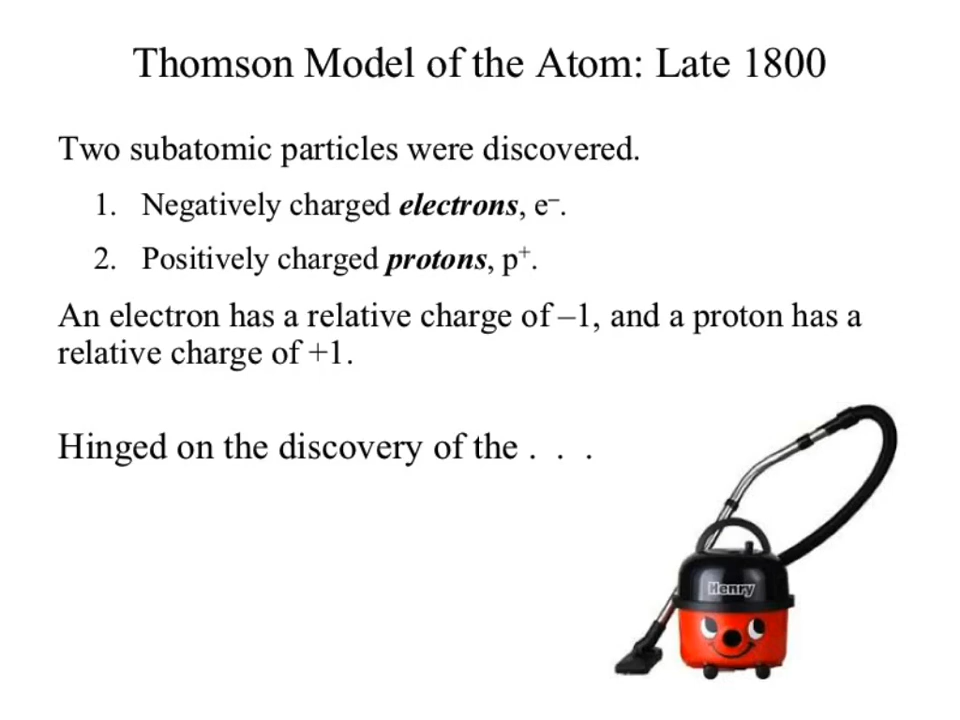 Thomson Model of the Atom: Late 1800
Two subatomic particles were discovered.
1. Negatively charged electrons, e⁻.
2. Positively charged protons, p⁺.
An electron has a relative charge of –1, and a proton has a
relative charge of +1.
Hinged on the discovery of the . . .
Henry